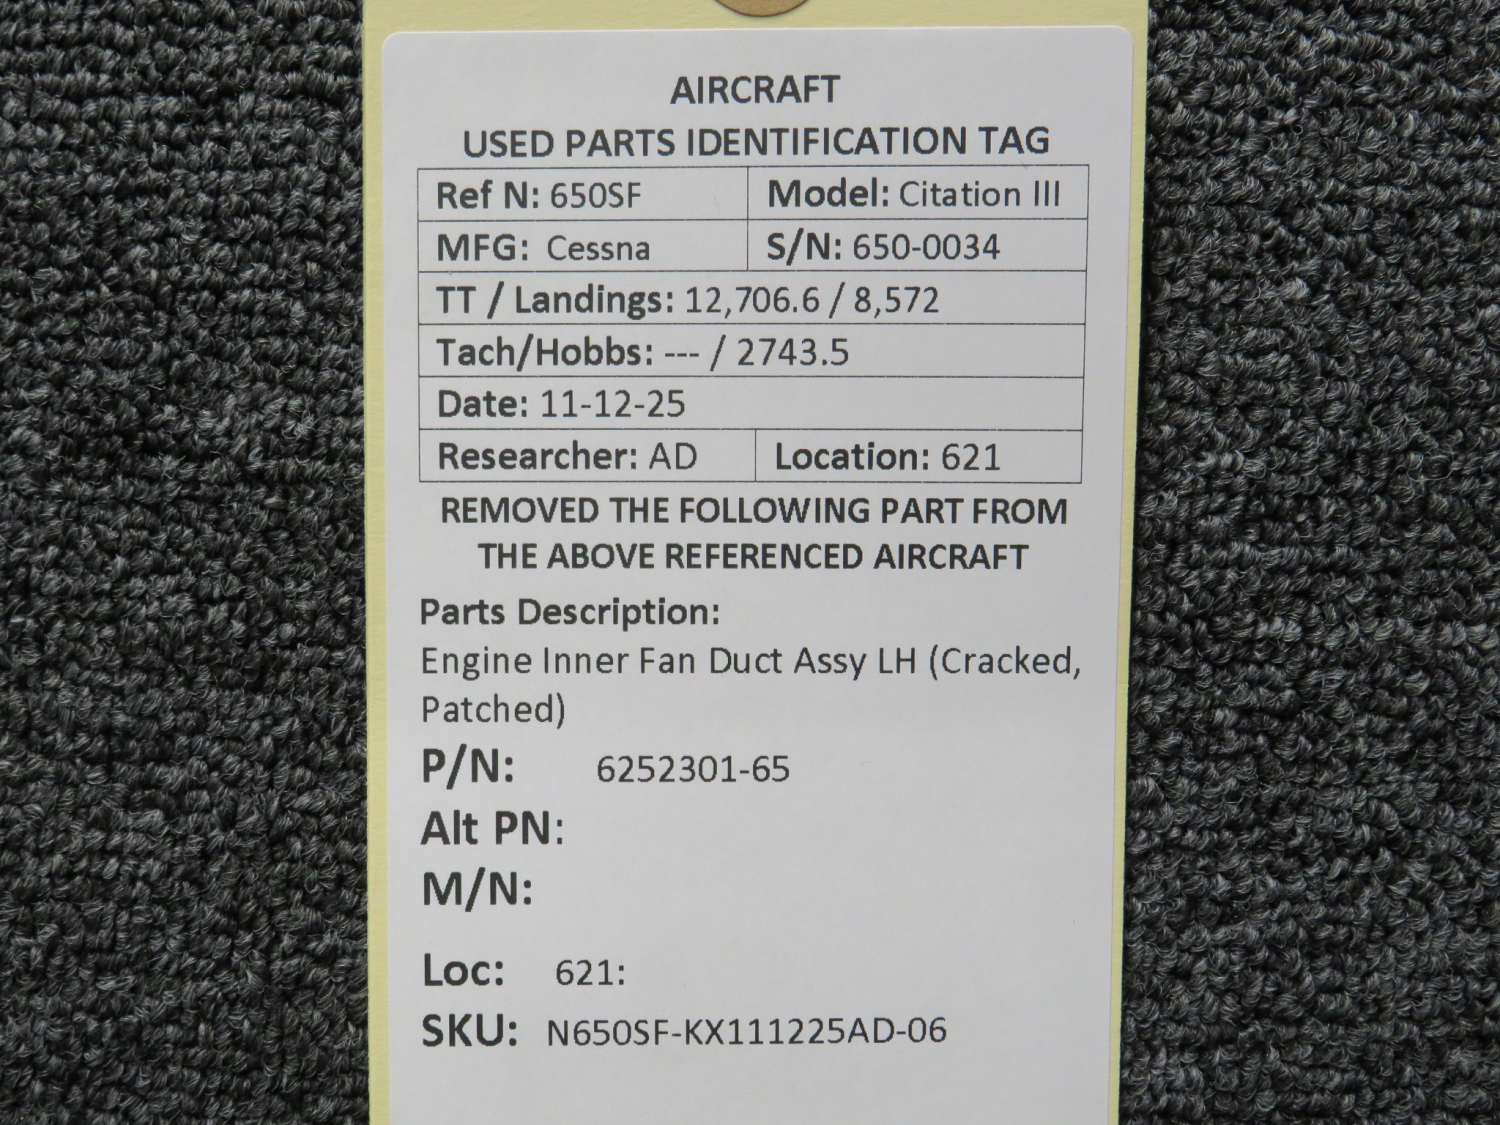 AIRCRAFT
USED PARTS IDENTIFICATION TAG
Ref N: 650SF Model: Citation III
MFG: Cessna S/N: 650-0034
TT / Landings: 12,706.6 / 8,572
Tach/Hobbs: --- / 2743.5
Date: 11-12-25
Researcher: AD Location: 621
REMOVED THE FOLLOWING PART FROM
THE ABOVE REFERENCED AIRCRAFT
Parts Description:
Engine Inner Fan Duct Assy LH (Cracked,
Patched)
P/N: 6252301-65
Alt PN:
M/N:
Loc: 621:
SKU: N650SF-KX111225AD-06